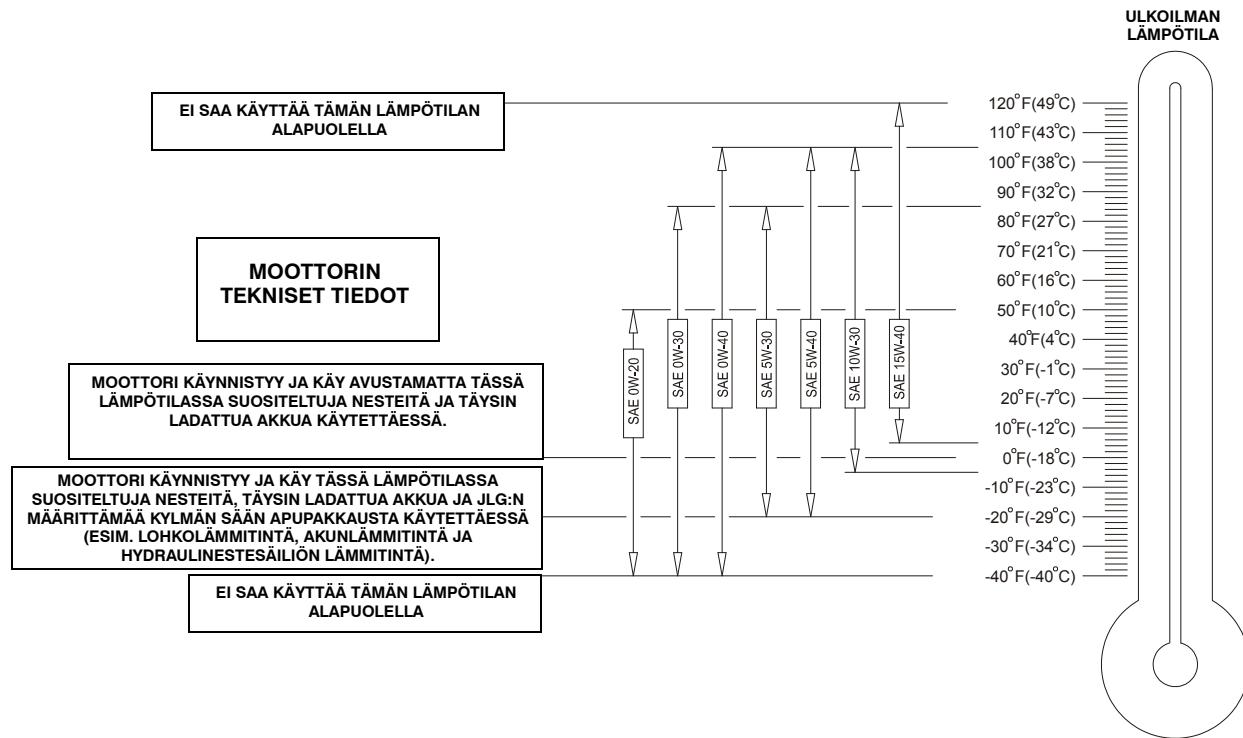 ULKOILMAN
LÄMPÖTILA
EI SAA KÄYTTÄÄ TÄMÄN LÄMPÖTILAN
ALAPUOLELLA
MOOTTORIN
TEKNISET TIEDOT
MOOTTORI KÄYNNISTYY JA KÄY AVUSTAMATTA TÄSSÄ
LÄMPÖTILASSA SUOSITELTUJA NESTEITÄ JA TÄYSIN
LADATTUA AKKUA KÄYTETTÄESSÄ.
MOOTTORI KÄYNNISTYY JA KÄY TÄSSÄ LÄMPÖTILASSA
SUOSITELTUJA NESTEITÄ, TÄYSIN LADATTUA AKKUA JA JLG:N
MÄÄRITTÄMÄÄ KYLMÄN SÄÄN APUPAKKAUSTA KÄYTETTÄESSÄ
(ESIM. LOHKOLÄMMITINTÄ, AKUNLÄMMITINTÄ JA
HYDRAULINESTESÄILIÖN LÄMMITINTÄ).
EI SAA KÄYTTÄÄ TÄMÄN LÄMPÖTILAN
ALAPUOLELLA
SAE 0W-20
SAE 0W-30
SAE 0W-40
SAE 5W-30
SAE 5W-40
SAE 10W-30
SAE 15W-40
120°F(49°C)
110°F(43°C)
100°F(38°C)
90°F(32°C)
80°F(27°C)
70°F(21°C)
60°F(16°C)
50°F(10°C)
40°F(4°C)
30°F(-1°C)
20°F(-7°C)
10°F(-12°C)
0°F(-18°C)
-10°F(-23°C)
-20°F(-29°C)
-30°F(-34°C)
-40°F(-40°C)